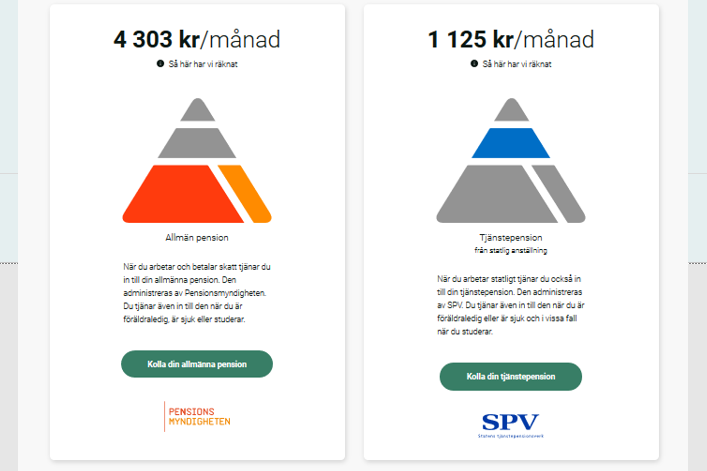 4 303 kr/månad
Så här har vi räknat
Allmän pension
När du arbetar och betalar skatt tjänar du
in till din allmänna pension. Den
administreras av Pensionsmyndigheten.
Du tjänar även in till den när du är
föräldraledig, är sjuk eller studerar.
Kolla din allmänna pension
PENSIONS
MYNDIGHETEN
1 125 kr/månad
Så här har vi räknat
Tjänstepension
från statlig anställning
När du arbetar statligt tjänar du också in
till din tjänstepension. Den administreras
av SPV. Du tjänar även in till den när du är
föräldraledig eller är sjuk och i vissa fall
när du studerar.
Kolla din tjänstepension
SPV
Statens tjänstepensionsverk